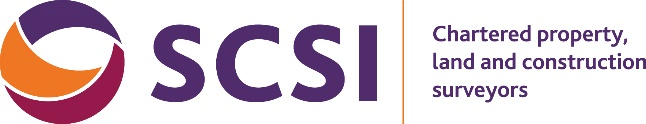 SCSI
Chartered property,
land and construction
surveyors